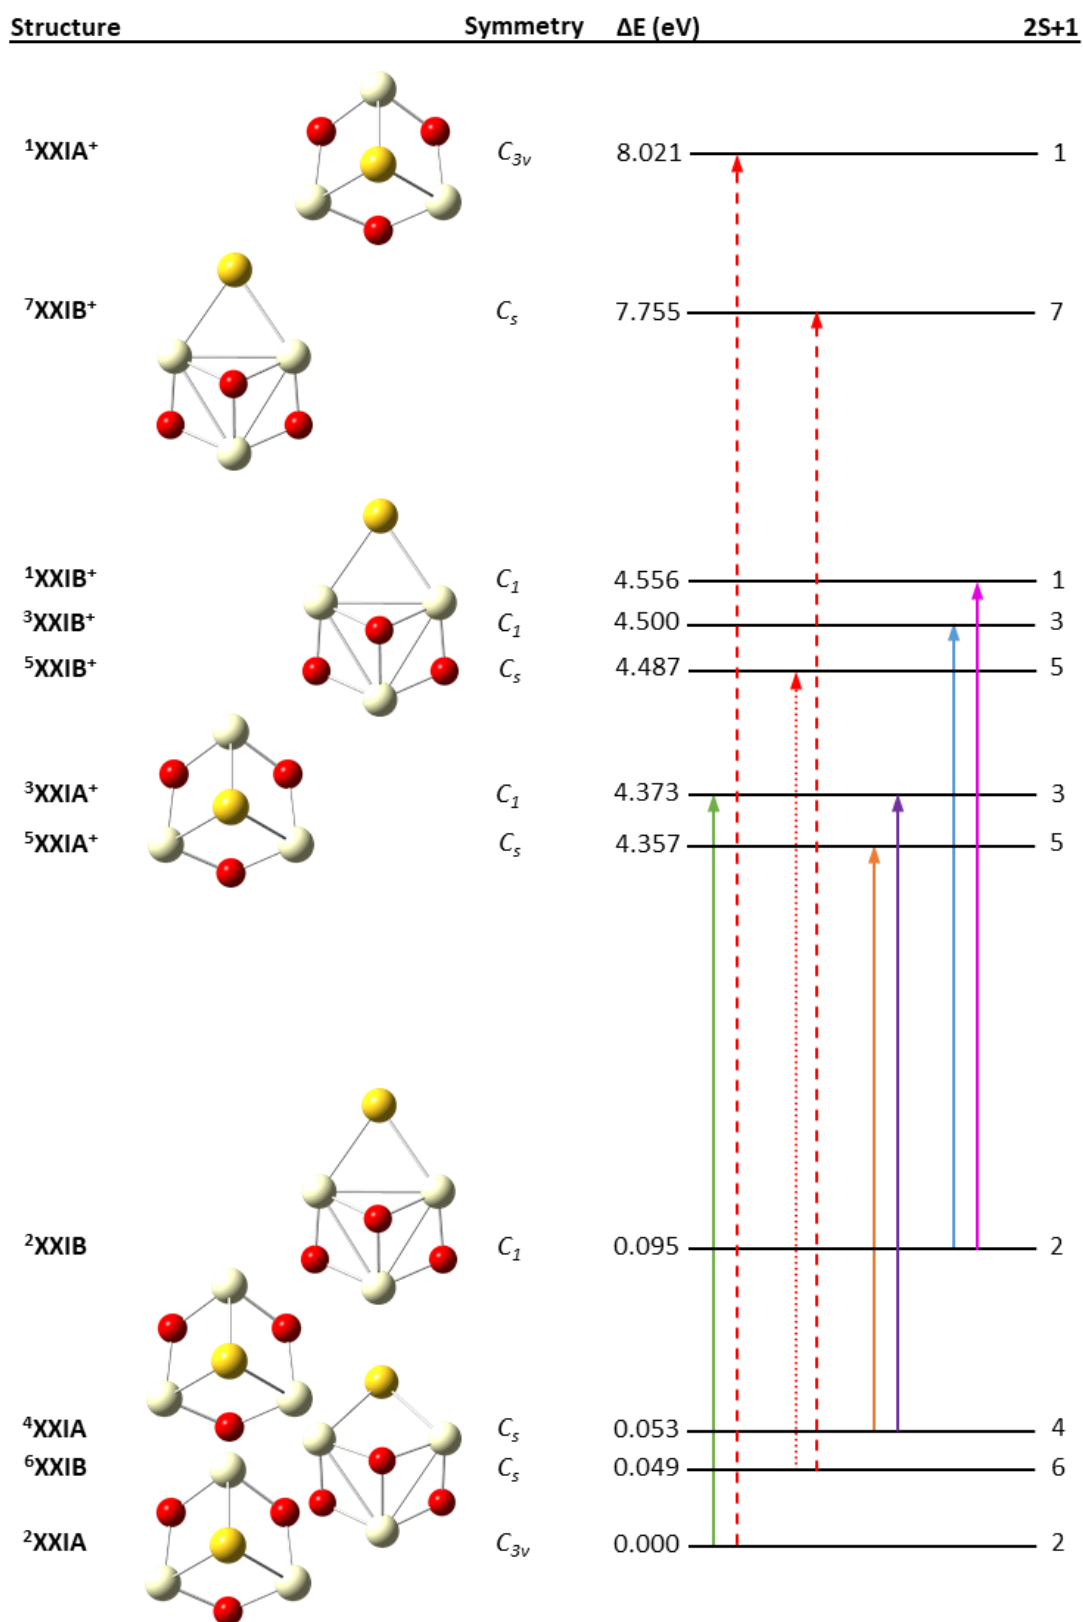 Structure Symmetry ΔE (eV) 2S+1
¹XXIA⁺ C₃ᵥ 8.021 1
⁷XXIB⁺ Cₛ 7.755 7
¹XXIB⁺ C₁ 4.556 1
³XXIB⁺ C₁ 4.500 3
⁵XXIB⁺ Cₛ 4.487 5
³XXIA⁺ C₁ 4.373 3
⁵XXIA⁺ Cₛ 4.357 5
²XXIB C₁ 0.095 2
⁴XXIA Cₛ 0.053 4
⁶XXIB Cₛ 0.049 6
²XXIA C₃ᵥ 0.000 2